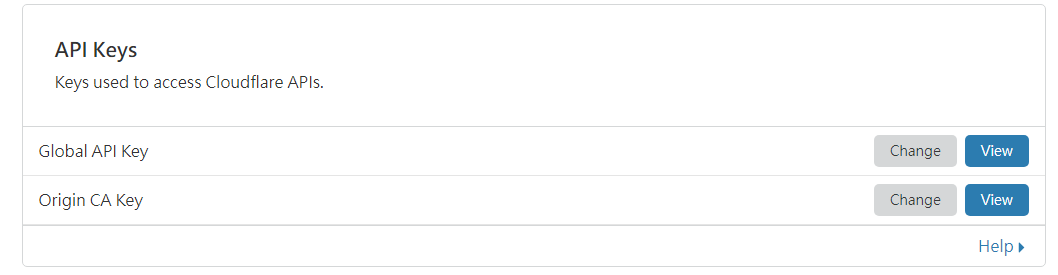 API Keys
Keys used to access Cloudflare APIs.
Global API Key Change View
Origin CA Key Change View
Help